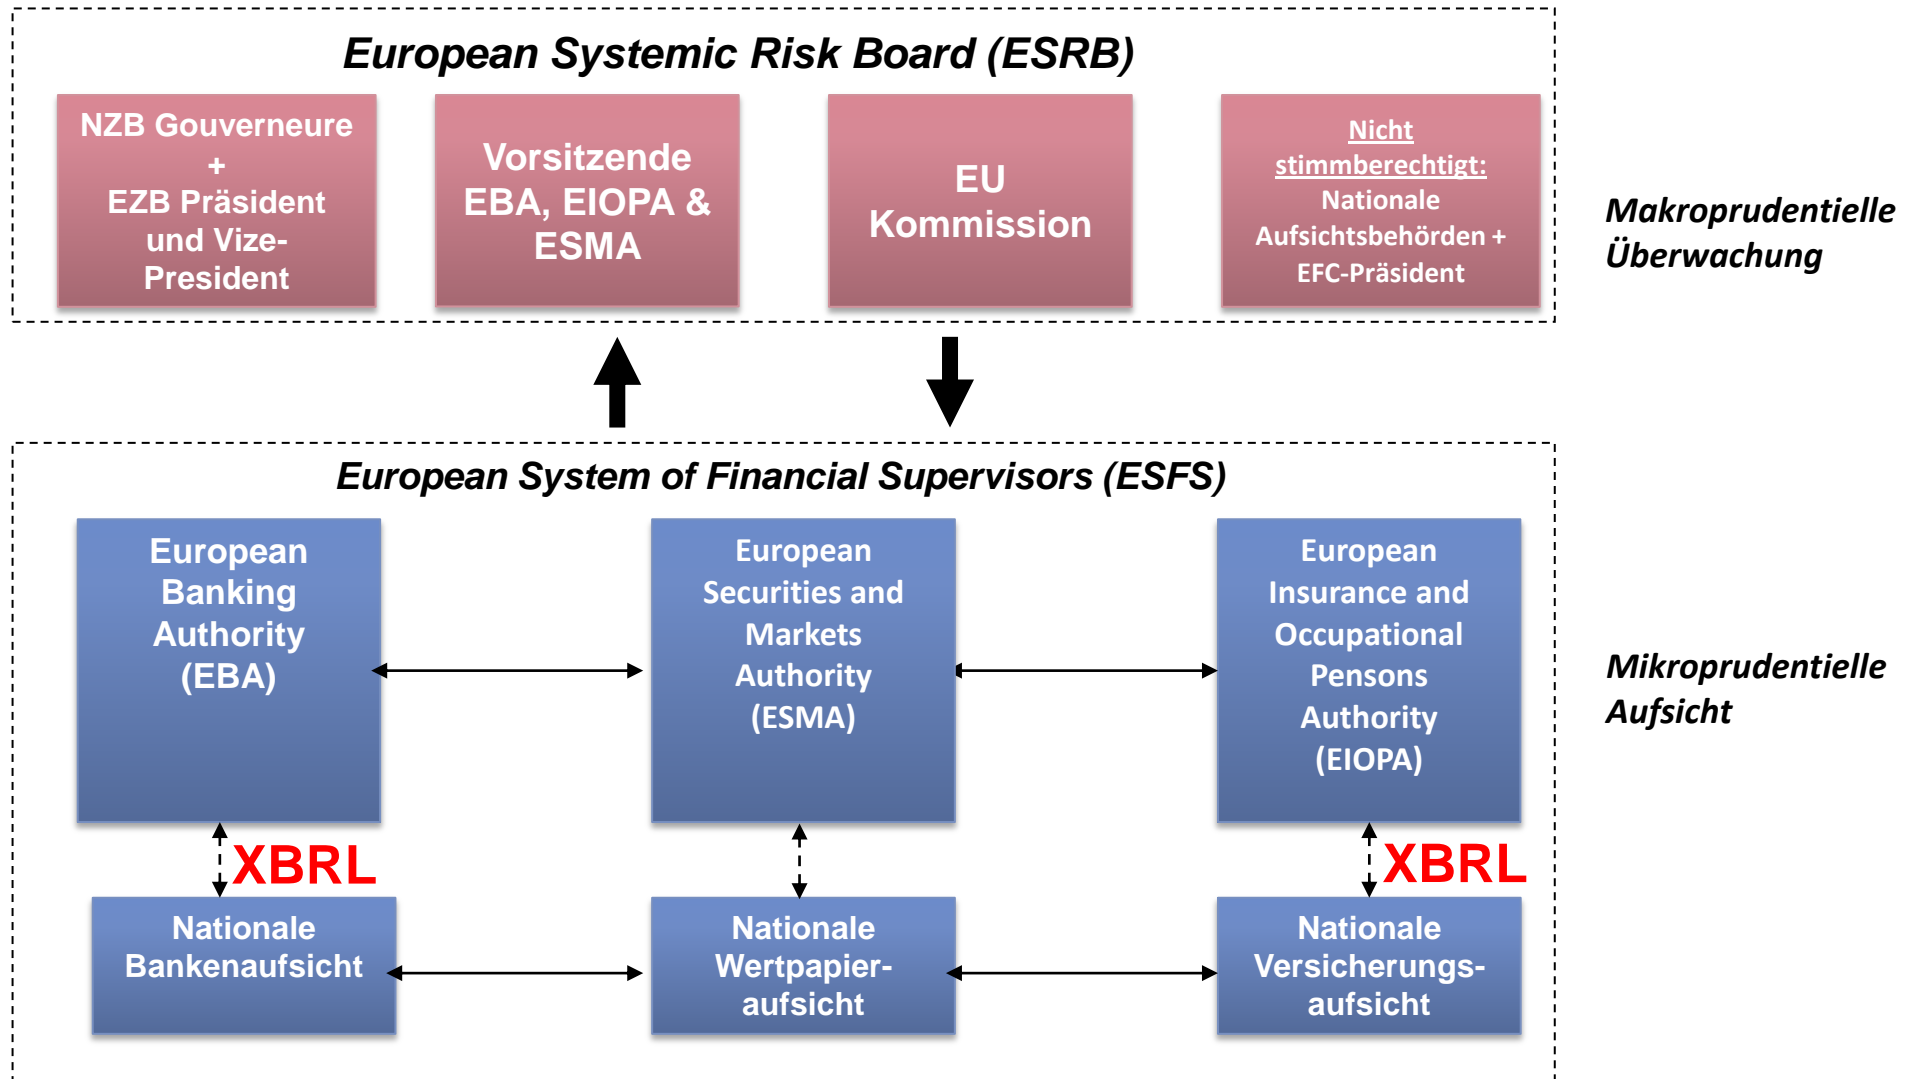 European Systemic Risk Board (ESRB)
NZB Gouverneure
+
EZB Präsident
und Vize-
President
Vorsitzende
EBA, EIOPA &
ESMA
EU
Kommission
Nicht
stimmberechtigt:
Nationale
Aufsichtsbehörden +
EFC-Präsident
Makroprudentielle
Überwachung
European System of Financial Supervisors (ESFS)
European
Banking
Authority
(EBA)
European
Securities and
Markets
Authority
(ESMA)
European
Insurance and
Occupational
Pensons
Authority
(EIOPA)
Mikroprudentielle
Aufsicht
XBRL
XBRL
Nationale
Bankenaufsicht
Nationale
Wertpapier-
aufsicht
Nationale
Versicherungs-
aufsicht